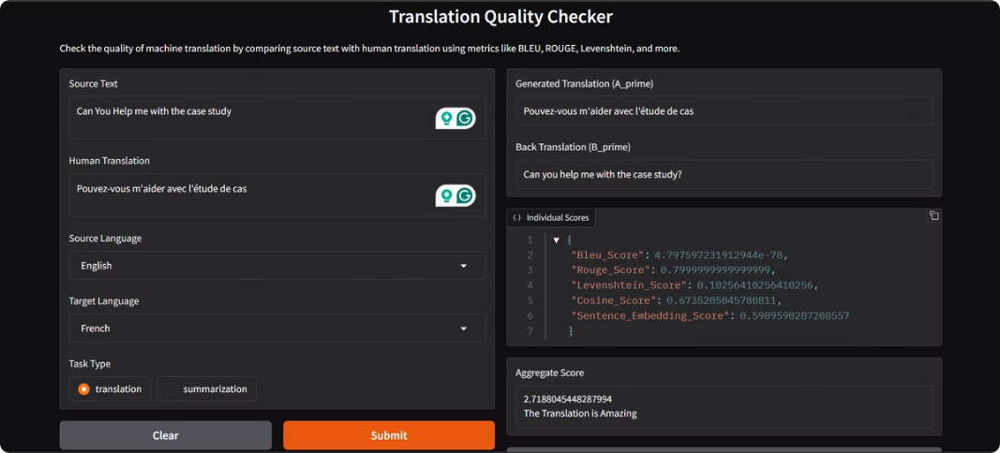 Translation Quality Checker
Check the quality of machine translation by comparing source text with human translation using metrics like BLEU, ROUGE, Levenshtein, and more.
Source Text
Can You Help me with the case study
Human Translation
Pouvez-vous m'aider avec l'étude de cas
Source Language
English
Target Language
French
Task Type
translation
summarization
Clear
Submit
Generated Translation (A_prime)
Pouvez-vous m'aider avec l'étude de cas
Back Translation (B_prime)
Can you help me with the case study?
{} Individual Scores
1 ▼ {
2 "Bleu_Score": 4.797597231912944e-78,
3 "Rouge_Score": 0.7999999999999999,
4 "Levenshtein_Score": 0.10256410256410256,
5 "Cosine_Score": 0.6735205045780811,
6 "Sentence_Embedding_Score": 0.5989590287208557
7 }
Aggregate Score
2.7188045448287994
The Translation is Amazing